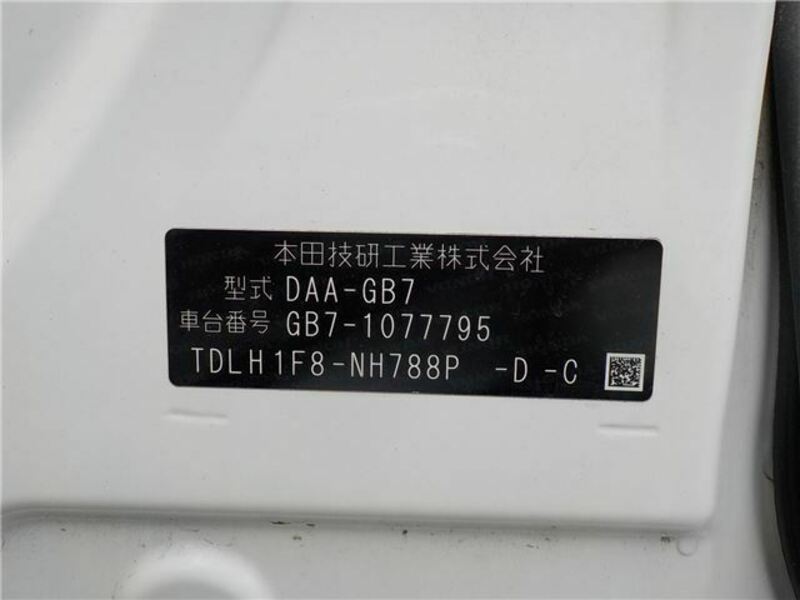 本田技研工業株式会社
型式 DAA-GB7
車台番号 GB7-1077795
TDLH1F8-NH788P -D -C